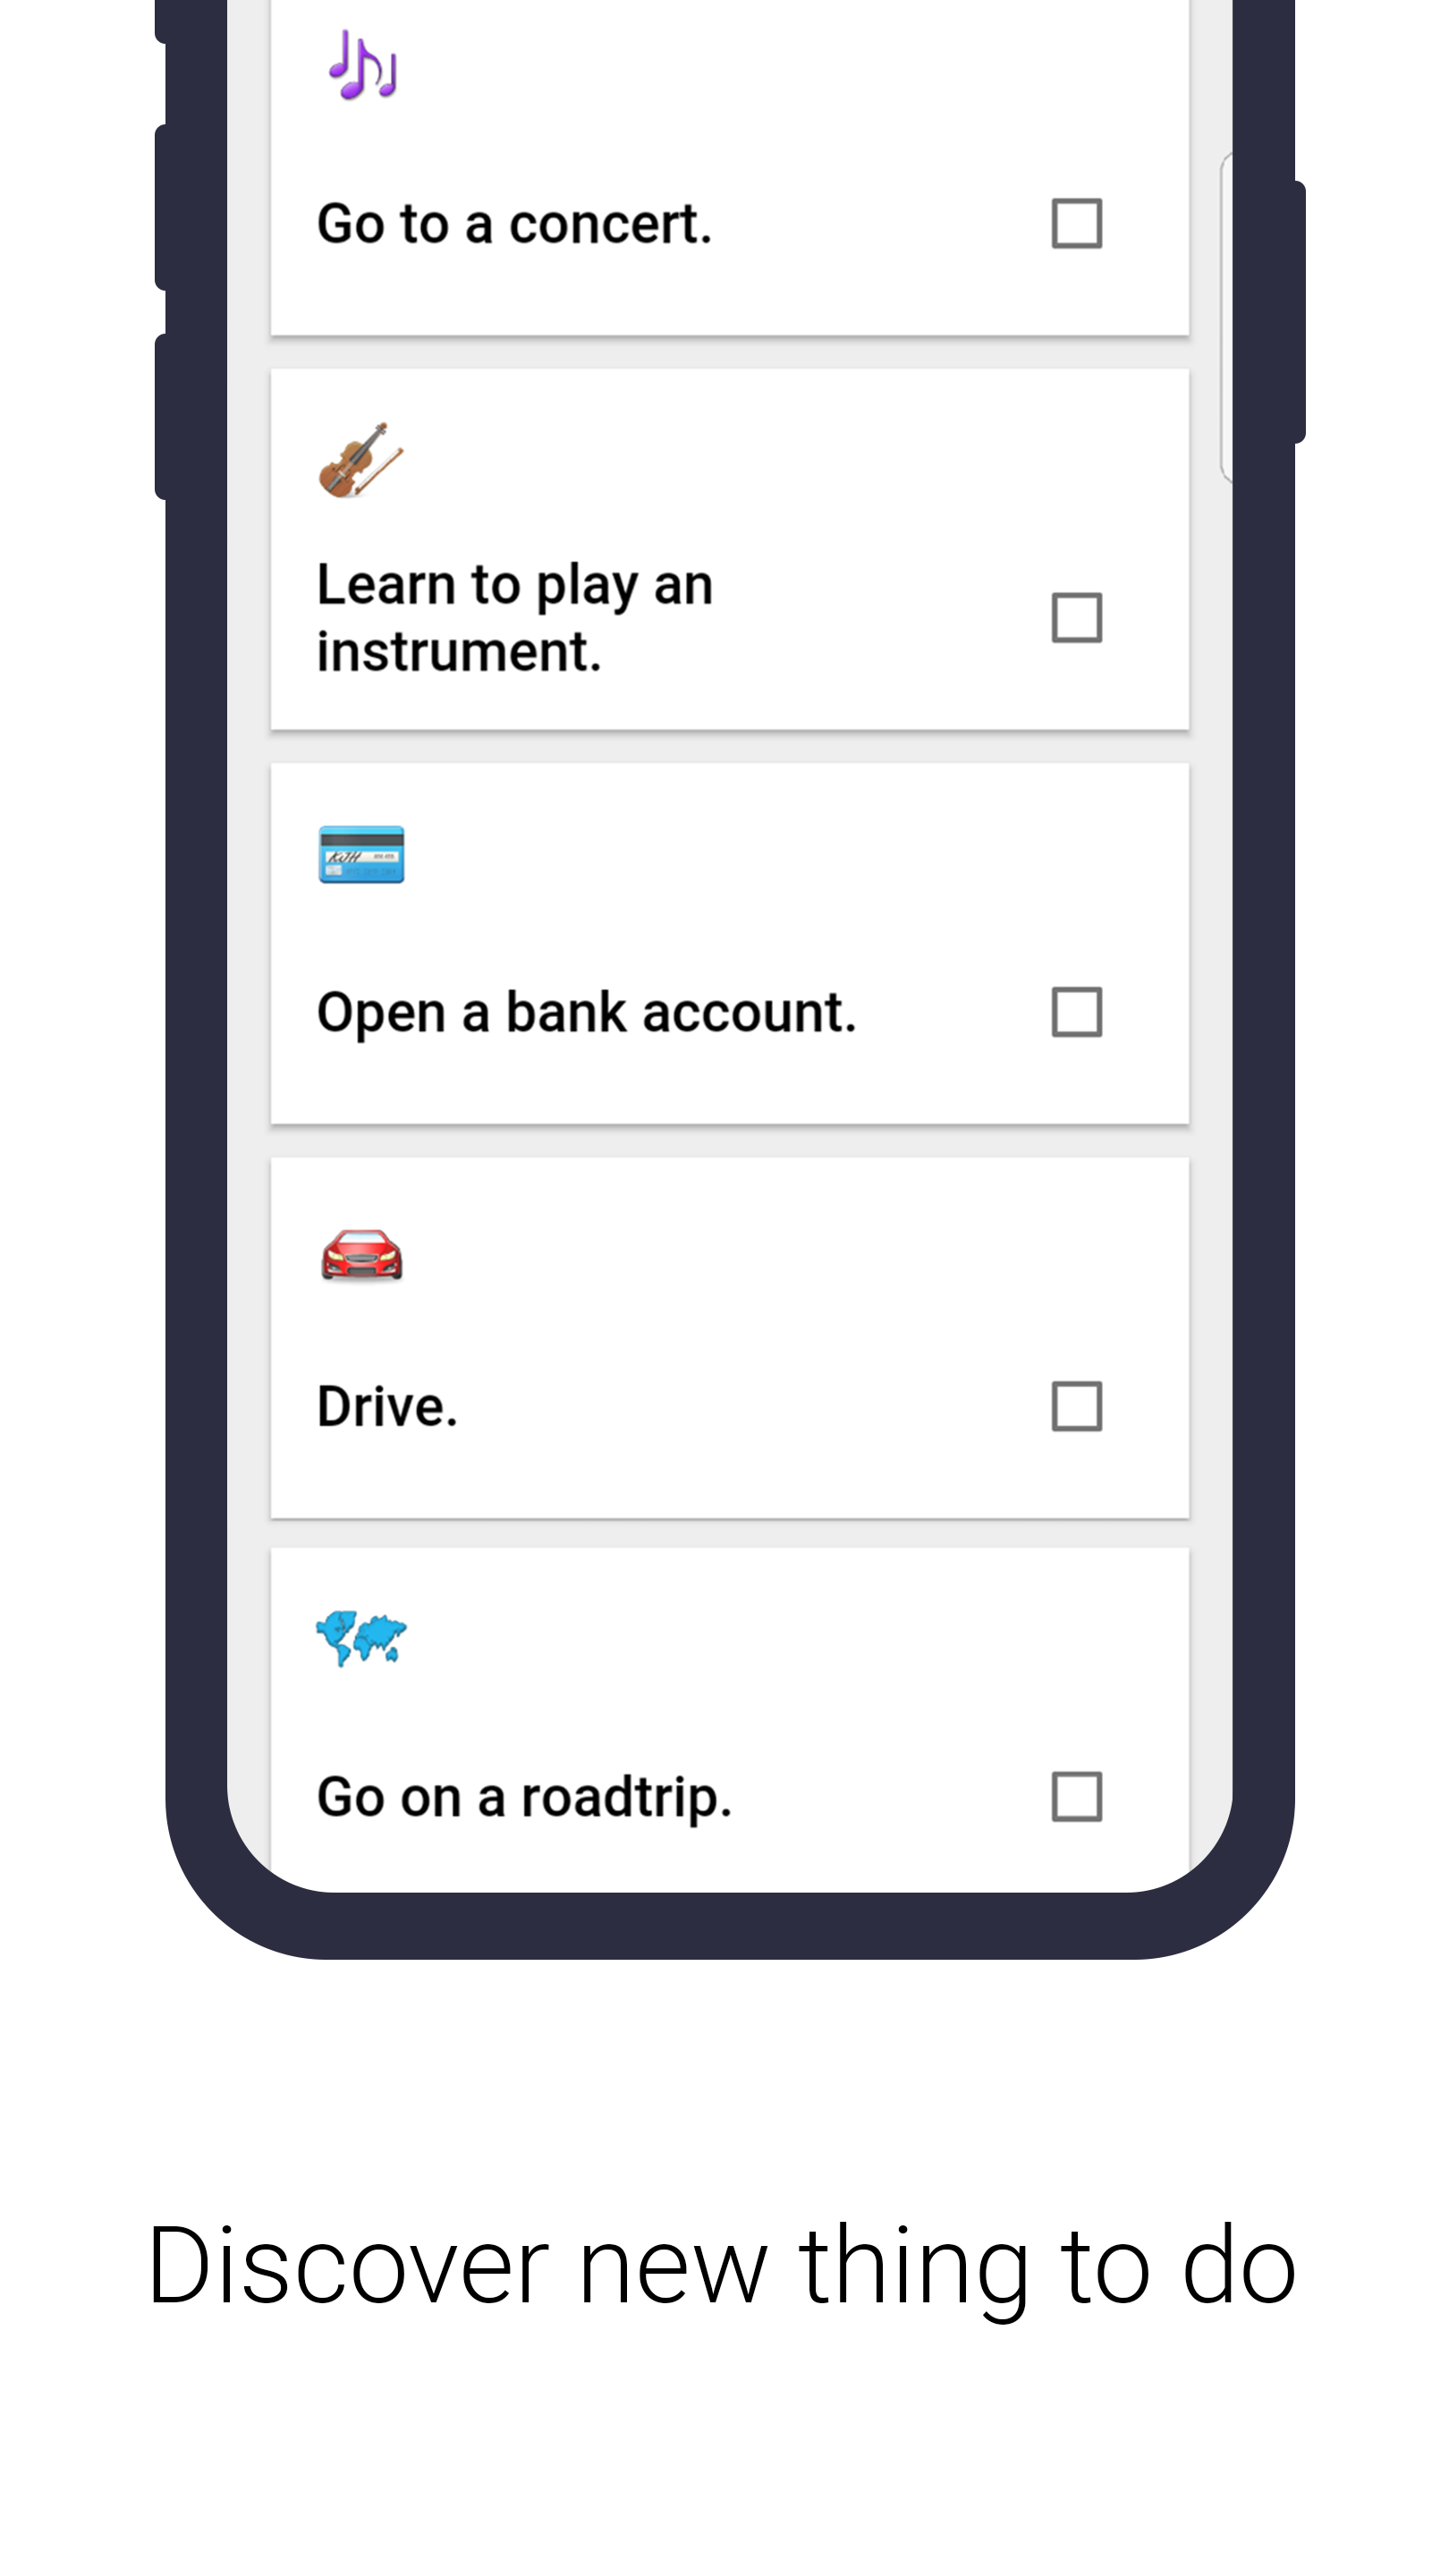 Go to a concert.
Learn to play an
instrument.
Open a bank account.
Drive.
Go on a roadtrip.
Discover new thing to do